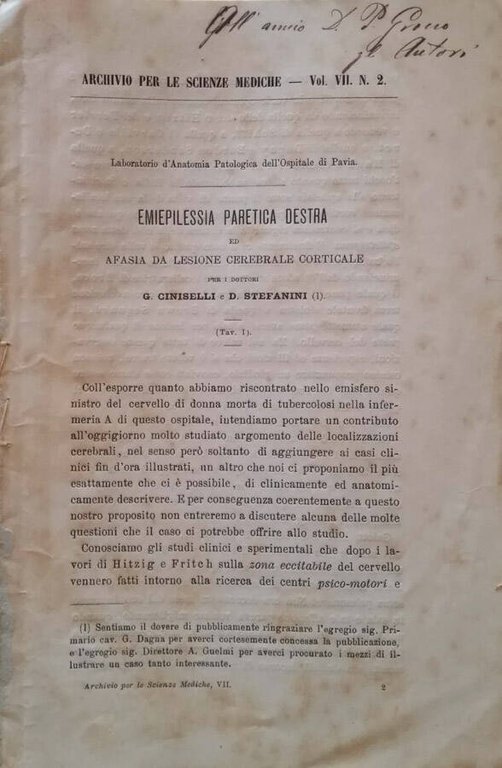 All' amico D. P. Grocco
gli Autori
ARCHIVIO PER LE SCIENZE MEDICHE — Vol. VII. N. 2.
Laboratorio d'Anatomia Patologica dell'Ospitale di Pavia.
EMIEPILESSIA PARETICA DESTRA
ED
AFASIA DA LESIONE CEREBRALE CORTICALE
PER I DOTTORI
G. CINISELLI e D. STEFANINI (1).
(Tav. I).
Coll'esporre quanto abbiamo riscontrato nello emisfero si-
nistro del cervello di donna morta di tubercolosi nella infer-
meria A di questo ospitale, intendiamo portare un contributo
all'oggigiorno molto studiato argomento delle localizzazioni
cerebrali, nel senso però soltanto di aggiungere ai casi cli-
nici fin d'ora illustrati, un altro che noi ci proponiamo il più
esattamente che ci è possibile, di clinicamente ed anatomi-
camente descrivere. E per conseguenza coerentemente a questo
nostro proposito non entreremo a discutere alcuna delle molte
questioni che il caso ci potrebbe offrire allo studio.
Conosciamo gli studi clinici e sperimentali che dopo i la-
vori di Hitzig e Fritch sulla zona eccitabile del cervello
vennero fatti intorno alla ricerca dei centri psico-motori e
(1) Sentiamo il dovere di pubblicamente ringraziare l'egregio sig. Pri-
mario cav. G. Dagna per averci cortesemente concessa la pubblicazione,
e l'egregio sig. Direttore A. Guelmi per averci procurato i mezzi di il-
lustrare un caso tanto interessante.
Archivio per le Scienze Mediche, VII. 2